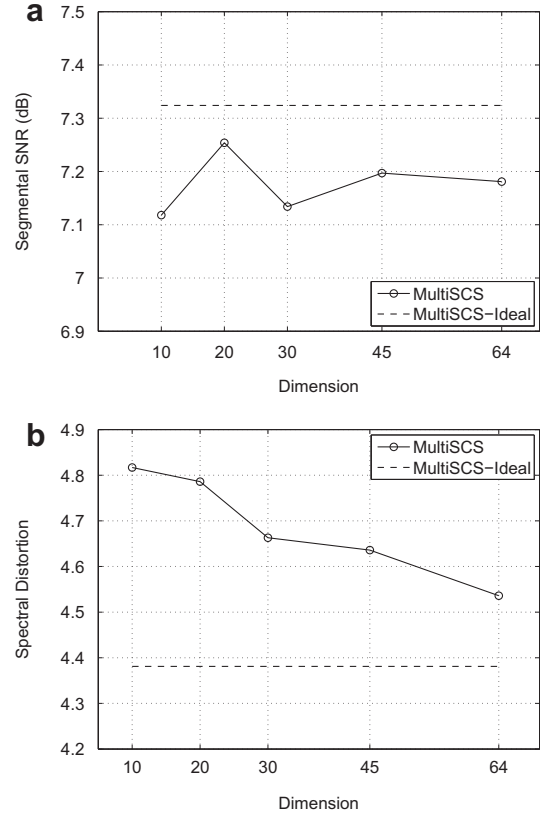 a
7.5
7.4
7.3
7.2
7.1
7
6.9
Segmental SNR (dB)
MultiSCS
MultiSCS-Ideal
10 20 30 45 64
Dimension
b
4.9
4.8
4.7
4.6
4.5
4.4
4.3
4.2
Spectral Distortion
MultiSCS
MultiSCS-Ideal
10 20 30 45 64
Dimension